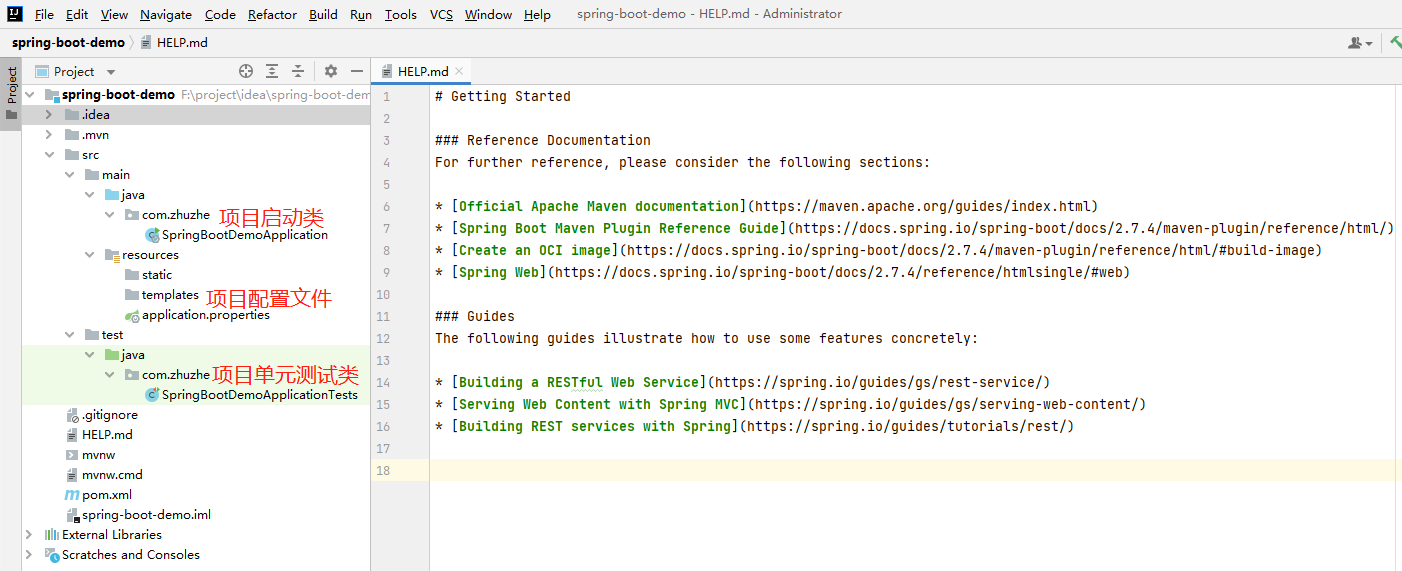 File Edit View Navigate Code Refactor Build Run Tools VCS Window Help spring-boot-demo - HELP.md - Administrator
spring-boot-demo HELP.md
Project
Project
HELP.md
spring-boot-demo F:\project\idea\spring-boot-dem
.idea
.mvn
src
main
java
com.zhuzhe 项目启动类
SpringBootDemoApplication
resources
static
templates 项目配置文件
application.properties
test
java
com.zhuzhe 项目单元测试类
SpringBootDemoApplicationTests
.gitignore
HELP.md
mvnw
mvnw.cmd
pom.xml
spring-boot-demo.iml
External Libraries
Scratches and Consoles
1 # Getting Started
2
3 ### Reference Documentation
4 For further reference, please consider the following sections:
5
6 * [Official Apache Maven documentation](https://maven.apache.org/guides/index.html)
7 * [Spring Boot Maven Plugin Reference Guide](https://docs.spring.io/spring-boot/docs/2.7.4/maven-plugin/reference/html/)
8 * [Create an OCI image](https://docs.spring.io/spring-boot/docs/2.7.4/maven-plugin/reference/html/#build-image)
9 * [Spring Web](https://docs.spring.io/spring-boot/docs/2.7.4/reference/htmlsingle/#web)
10
11 ### Guides
12 The following guides illustrate how to use some features concretely:
13
14 * [Building a RESTful Web Service](https://spring.io/guides/gs/rest-service/)
15 * [Serving Web Content with Spring MVC](https://spring.io/guides/gs/serving-web-content/)
16 * [Building REST services with Spring](https://spring.io/guides/tutorials/rest/)
17
18